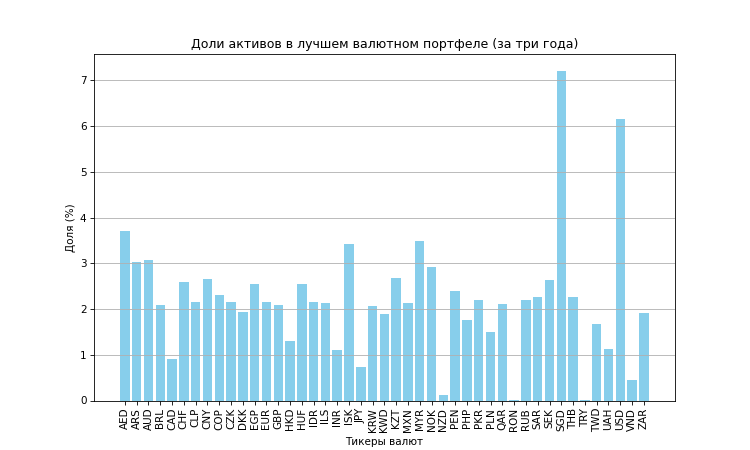 Доли активов в лучшем валютном портфеле (за три года)
Доля (%)
7
6
5
4
3
2
1
0
AED ARS AUD BRL CAD CHF CLP CNY COP CZK DKK EGP EUR GBP HKD HUF IDR ILS INR ISK JPY KRW KWD KZT MXN MYR NOK NZD PEN PHP PKR PLN QAR RON RUB SAR SEK SGD THB TRY TWD UAH USD VND ZAR
Тикеры валют